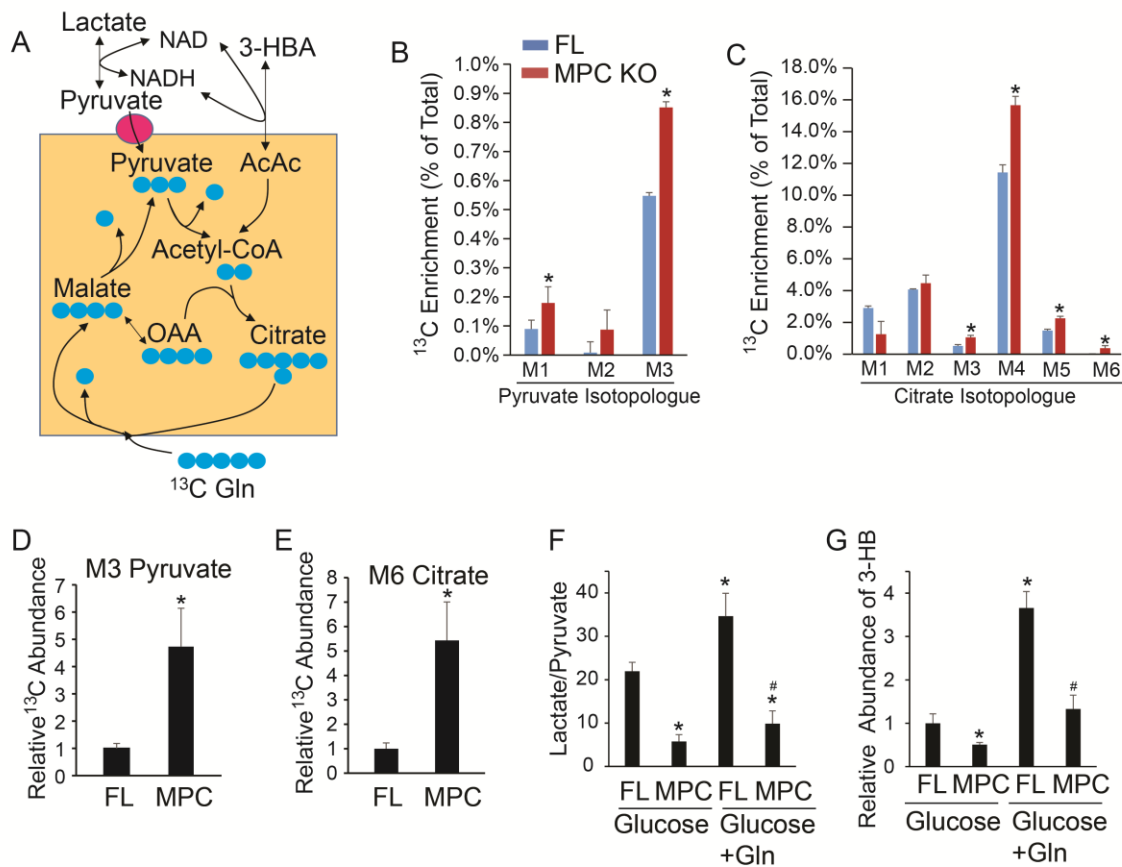 A
Lactate
NAD
3-HBA
NADH
Pyruvate
Pyruvate
AcAc
Acetyl-CoA
Malate
OAA
Citrate
13C Gln
B
FL
MPC KO
13C Enrichment (% of Total)
1.0%
0.9%
0.8%
0.7%
0.6%
0.5%
0.4%
0.3%
0.2%
0.1%
0.0%
*
*
M1 M2 M3
Pyruvate Isotopologue
C
13C Enrichment (% of Total)
18.0%
16.0%
14.0%
12.0%
10.0%
8.0%
6.0%
4.0%
2.0%
0.0%
*
*
*
*
M1 M2 M3 M4 M5 M6
Citrate Isotopologue
D
M3 Pyruvate
Relative 13C Abundance
7
6
5
4
3
2
1
0
*
FL MPC
E
M6 Citrate
Relative 13C Abundance
8
7
6
5
4
3
2
1
0
*
FL MPC
F
Lactate/Pyruvate
40
20
0
*
*
#
*
FL MPC FL MPC
Glucose Glucose
+Gln
G
Relative Abundance of 3-HB
6
4
2
0
*
*
#
FL MPC FL MPC
Glucose Glucose
+Gln